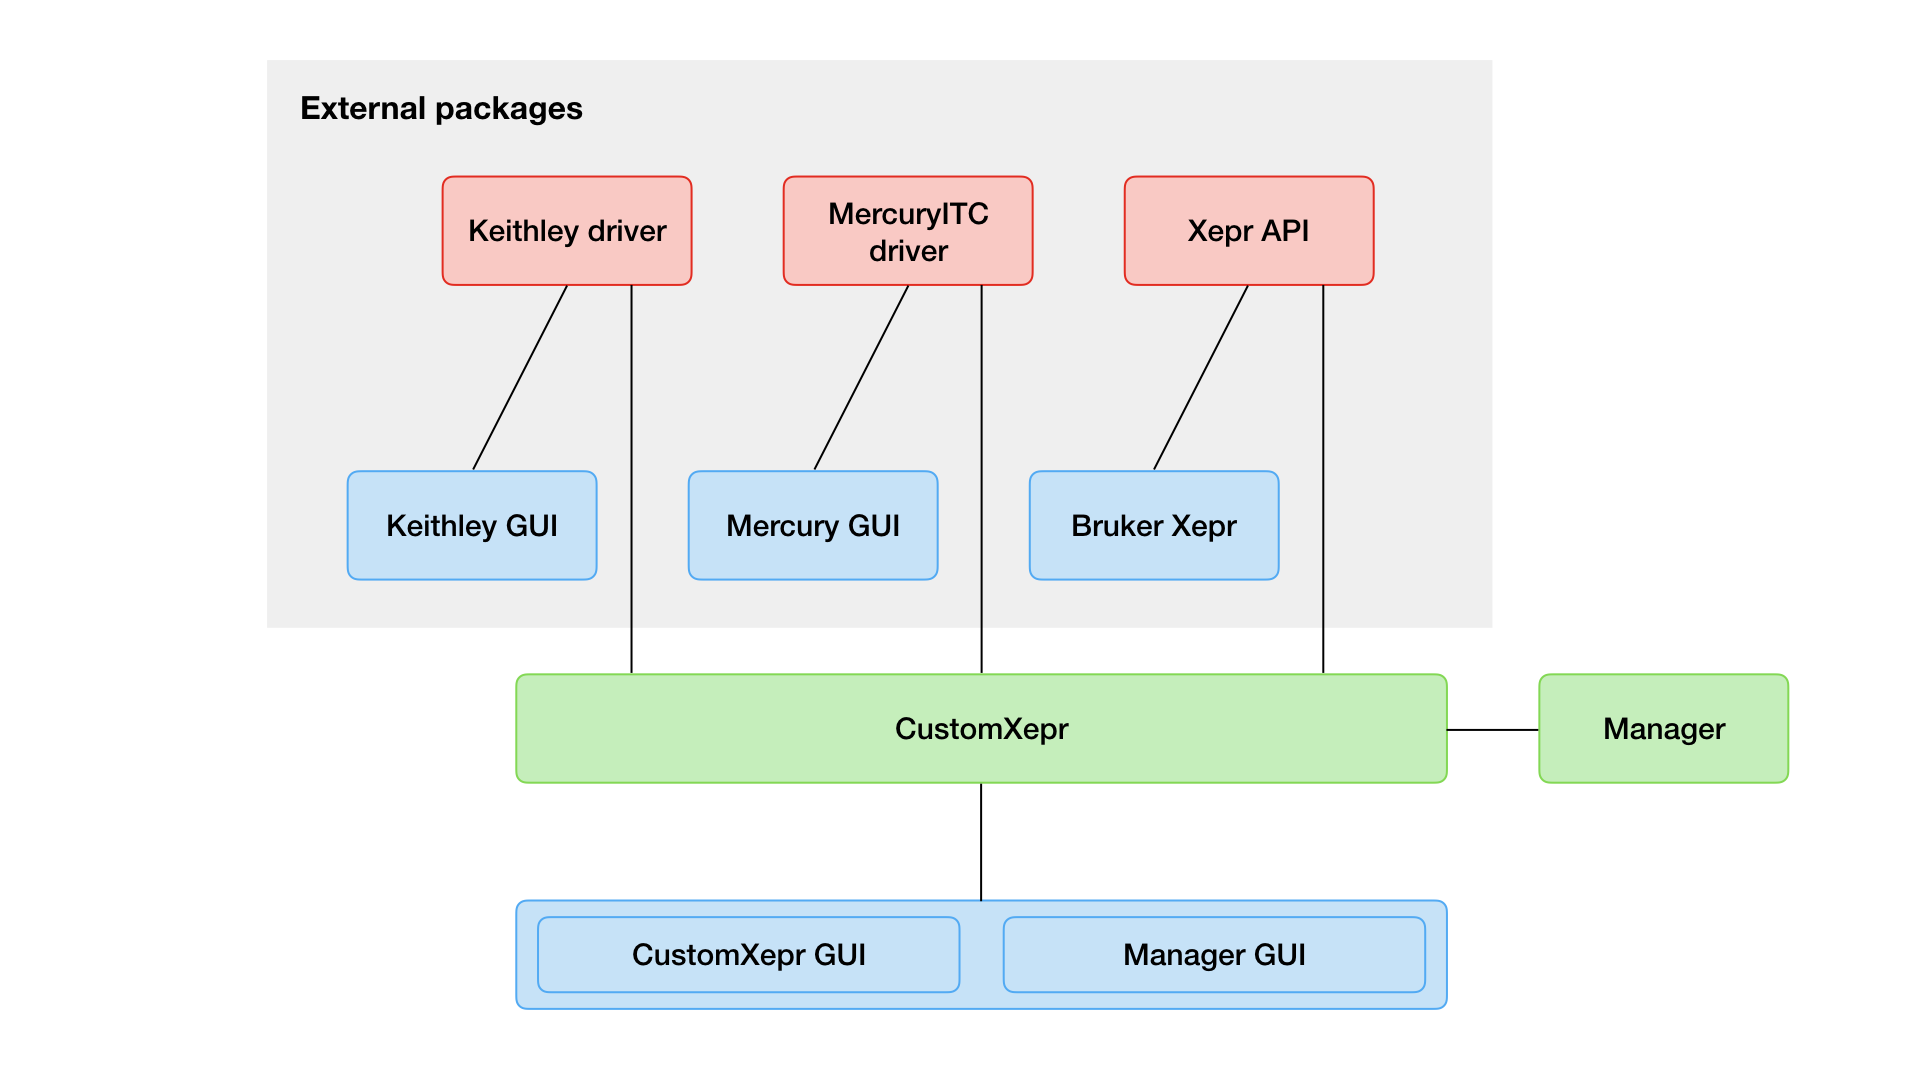 External packages
Keithley driver
MercuryITC
driver
Xepr API
Keithley GUI
Mercury GUI
Bruker Xepr
CustomXepr
Manager
CustomXepr GUI
Manager GUI